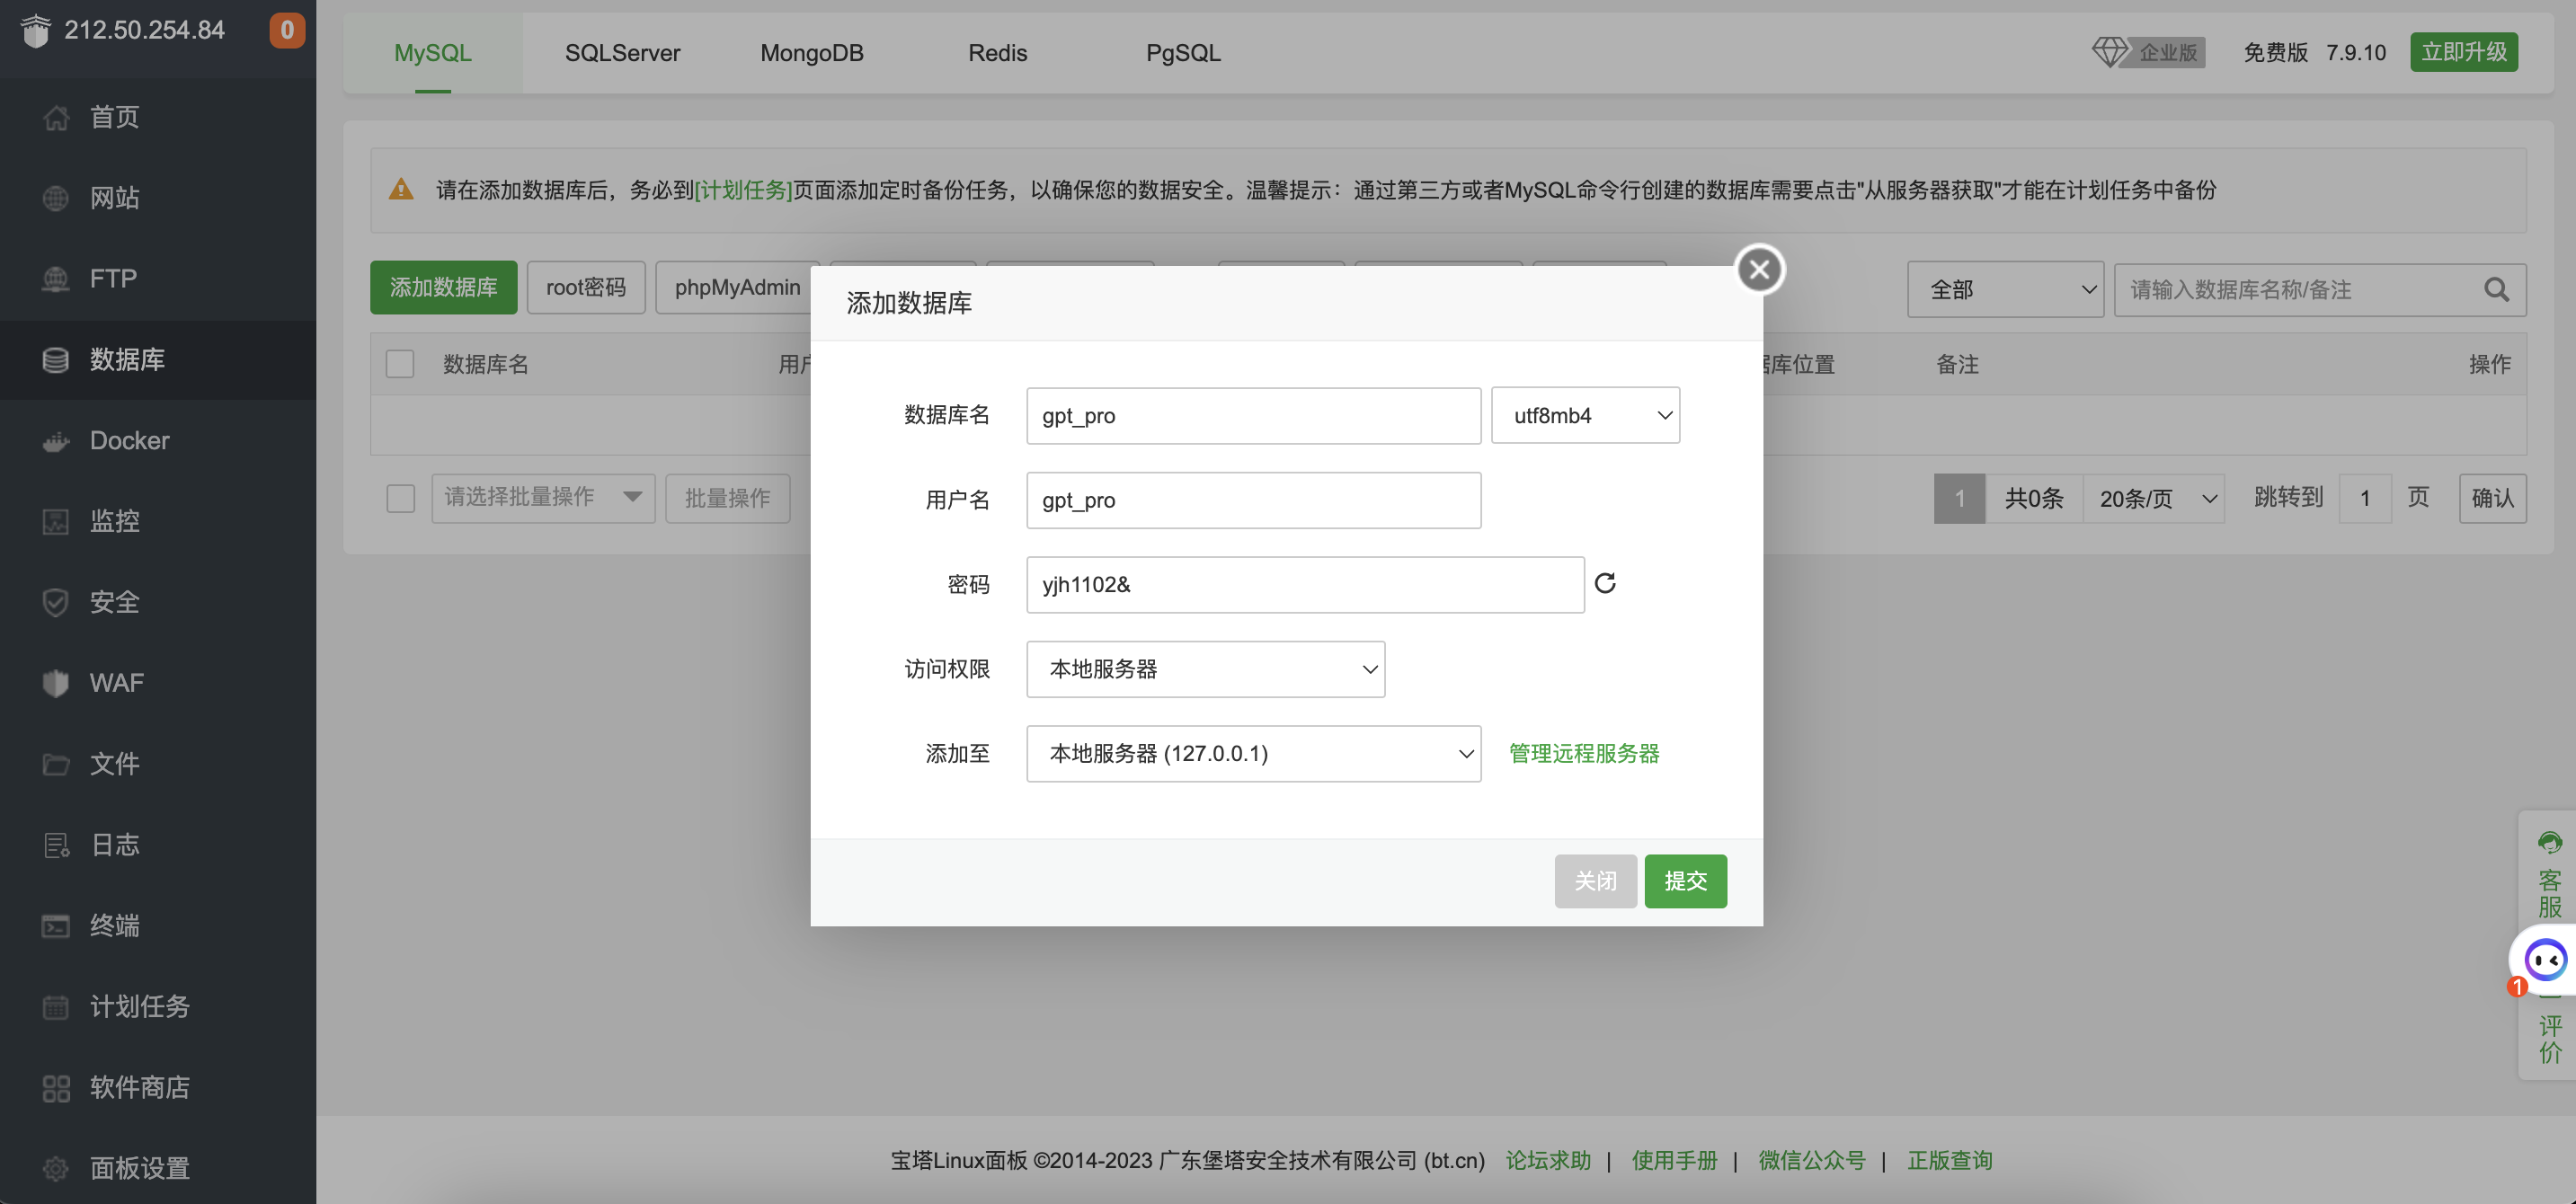 212.50.254.84
0
首页
网站
FTP
数据库
Docker
监控
安全
WAF
文件
日志
终端
计划任务
软件商店
面板设置
MySQL SQLServer MongoDB Redis PgSQL
企业版 免费版 7.9.10 立即升级
请在添加数据库后，务必到[计划任务]页面添加定时备份任务，以确保您的数据安全。温馨提示：通过第三方或者MySQL命令行创建的数据库需要点击"从服务器获取"才能在计划任务中备份
添加数据库 root密码 phpMyAdmin 全部 请输入数据库名称/备注
数据库名 用户 库位置 备注 操作
请选择批量操作 批量操作 1 共0条 20条/页 跳转到 1 页 确认
添加数据库
数据库名 gpt_pro utf8mb4
用户名 gpt_pro
密码 yjh1102&
访问权限 本地服务器
添加至 本地服务器 (127.0.0.1) 管理远程服务器
关闭 提交
客服
1
评价
宝塔Linux面板 ©2014-2023 广东堡塔安全技术有限公司 (bt.cn) 论坛求助 | 使用手册 | 微信公众号 | 正版查询